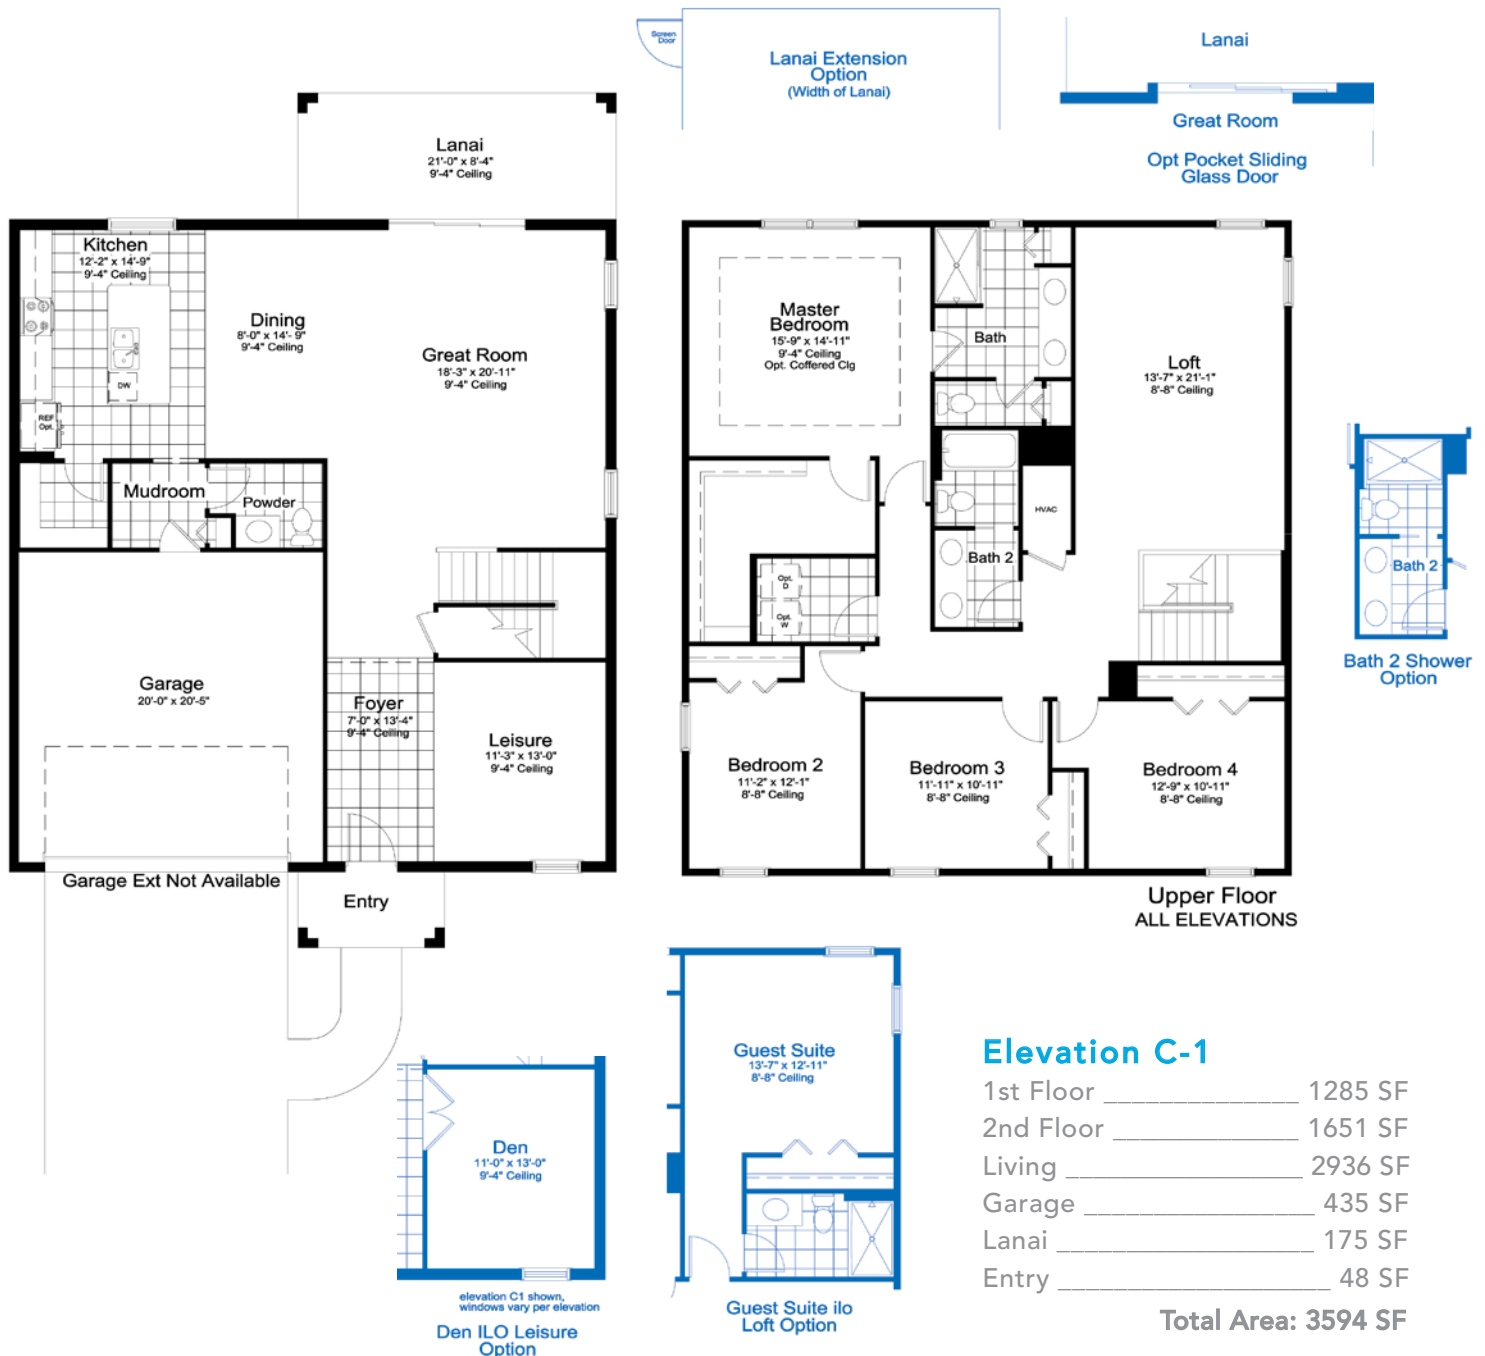 Screen
Door
Lanai Extension
Option
(Width of Lanai)
Lanai
Great Room
Opt Pocket Sliding
Glass Door
Lanai
21'-0" x 8'-4"
9'-4" Ceiling
Kitchen
12'-2" x 14'-9"
9'-4" Ceiling
Dining
8'-0" x 14'- 9"
9'-4" Ceiling
Great Room
18'-3" x 20'-11"
9'-4" Ceiling
DW
REF
Opt.
Mudroom
Powder
Garage
20'-0" x 20'-5"
Foyer
7'-0" x 13'-4"
9'-4" Ceiling
Leisure
11'-3" x 13'-0"
9'-4" Ceiling
Garage Ext Not Available
Entry
Master
Bedroom
15'-9" x 14'-11"
9'-4" Ceiling
Opt. Coffered Clg
Bath
Loft
13'-7" x 21'-1"
8'-8" Ceiling
HVAC
Bath 2
Opt.
D
Opt.
W
Bedroom 2
11'-2" x 12'-1"
8'-8" Ceiling
Bedroom 3
11'-11" x 10'-11"
8'-8" Ceiling
Bedroom 4
12'-9" x 10'-11"
8'-8" Ceiling
Upper Floor
ALL ELEVATIONS
Bath 2
Bath 2 Shower
Option
Den
11'-0" x 13'-0"
9'-4" Ceiling
elevation C1 shown,
windows vary per elevation
Den ILO Leisure
Option
Guest Suite
13'-7" x 12'-11"
8'-8" Ceiling
Guest Suite ilo
Loft Option
Elevation C-1
1st Floor ______________ 1285 SF
2nd Floor _____________ 1651 SF
Living _________________ 2936 SF
Garage ________________ 435 SF
Lanai __________________ 175 SF
Entry ___________________ 48 SF
Total Area: 3594 SF